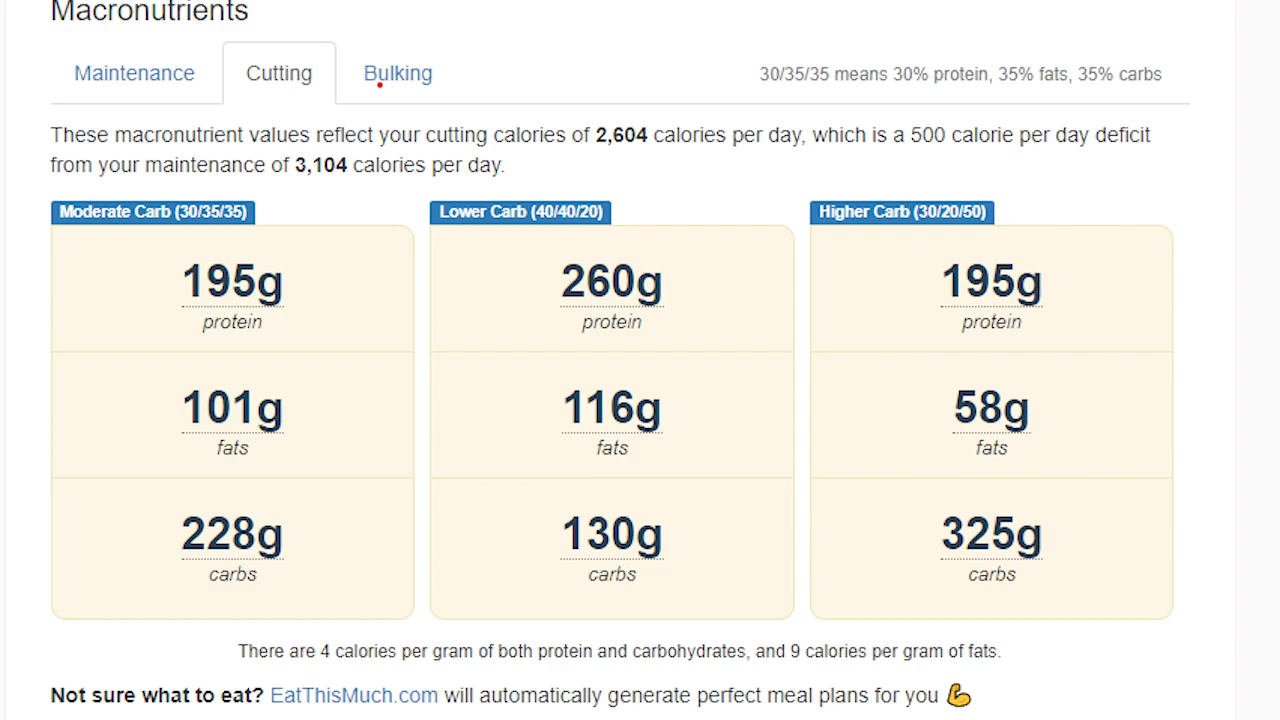 Macronutrients
Maintenance
Cutting
Bulking
30/35/35 means 30% protein, 35% fats, 35% carbs
These macronutrient values reflect your cutting calories of 2,604 calories per day, which is a 500 calorie per day deficit
from your maintenance of 3,104 calories per day.
Moderate Carb (30/35/35)
195g
protein
101g
fats
228g
carbs
Lower Carb (40/40/20)
260g
protein
116g
fats
130g
carbs
Higher Carb (30/20/50)
195g
protein
58g
fats
325g
carbs
There are 4 calories per gram of both protein and carbohydrates, and 9 calories per gram of fats.
Not sure what to eat? EatThisMuch.com will automatically generate perfect meal plans for you 💪